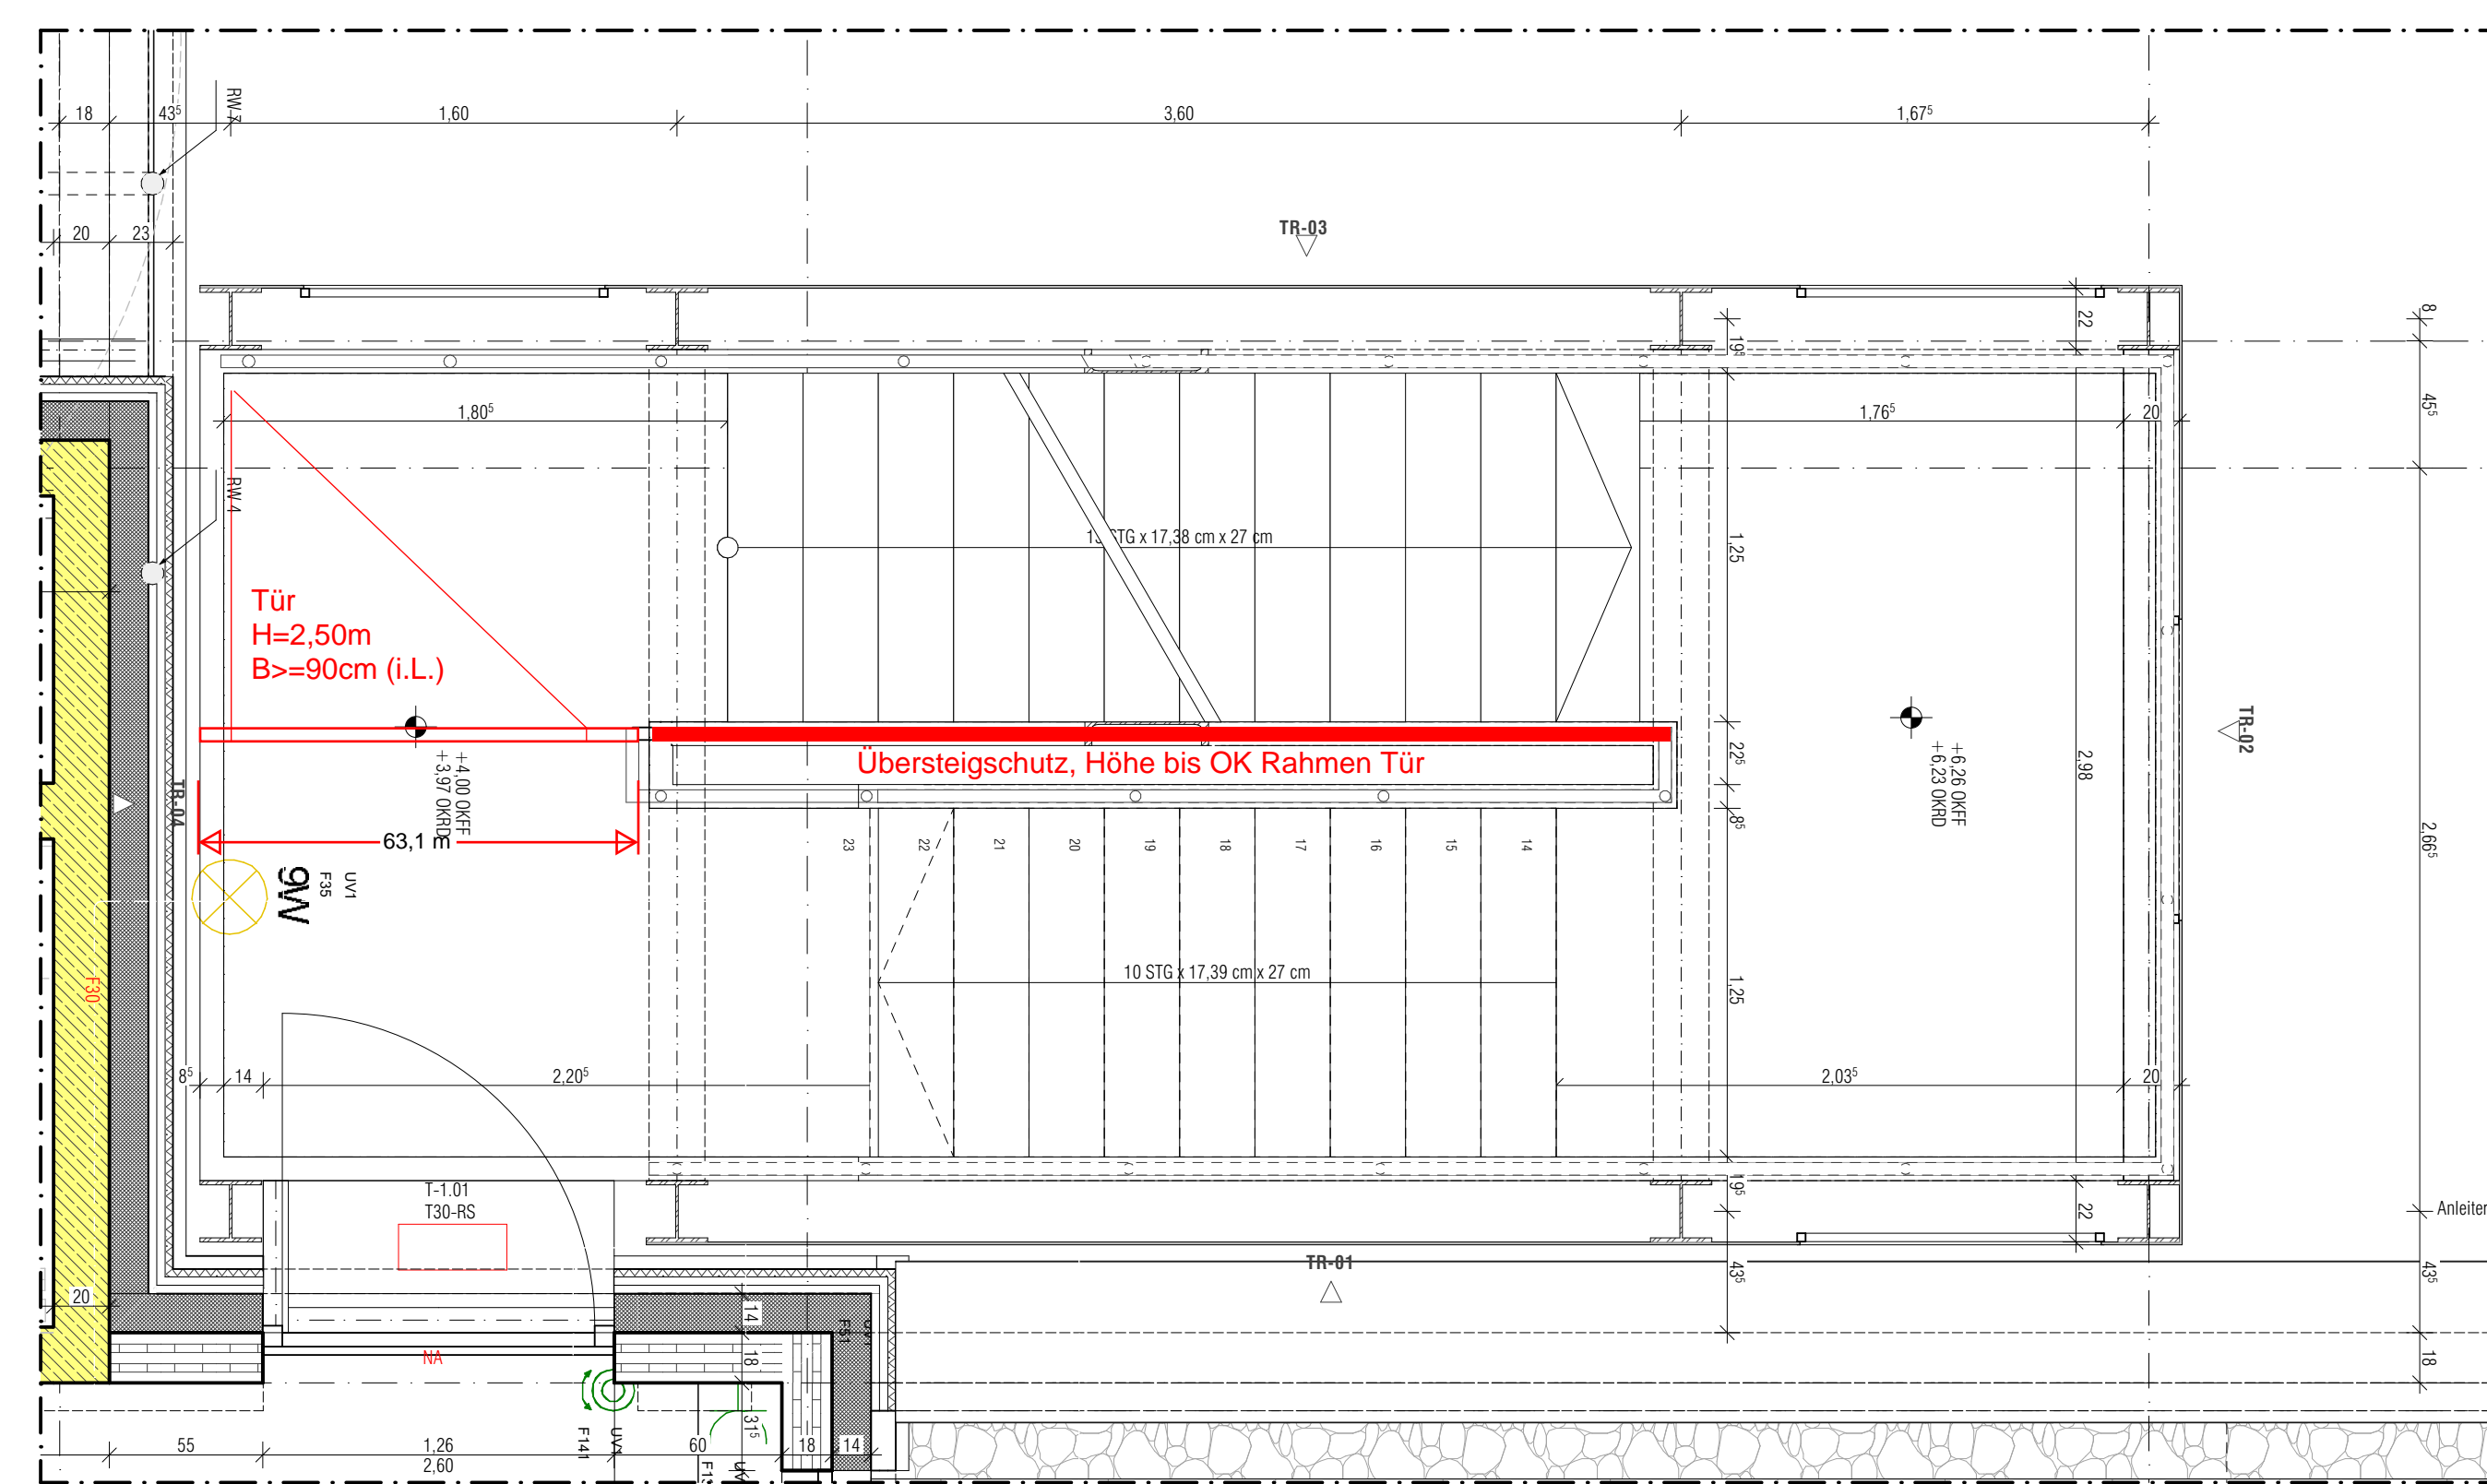 18
43⁵
1,60
3,60
1,67⁵
RW-7
20
23
TR-03
22
8
19⁵
1,80⁵
1,76⁵
20
45⁵
RW-4
STG x 17,38 cm x 27 cm
1,25
Tür
H=2,50m
B>=90cm (i.L.)
+4,00 OKFF
+3,97 OKRD
Übersteigschutz, Höhe bis OK Rahmen Tür
22⁵
+6,26 OKFF
+6,23 OKRD
2,98
TR-02
TR-04
63,1 m
8⁵
2,66⁵
23
22
21
20
19
18
17
16
15
14
9W
F35
UV1
F30
10 STG x 17,39 cm x 27 cm
1,25
8⁵
14
2,20⁵
2,03⁵
20
T-1.01
T30-RS
19⁵
22
Anleiter
TR-01
43⁵
43⁵
20
14
F51
NA
18
18
31⁵
55
1,26
2,60
F141
UV1
60
18
14